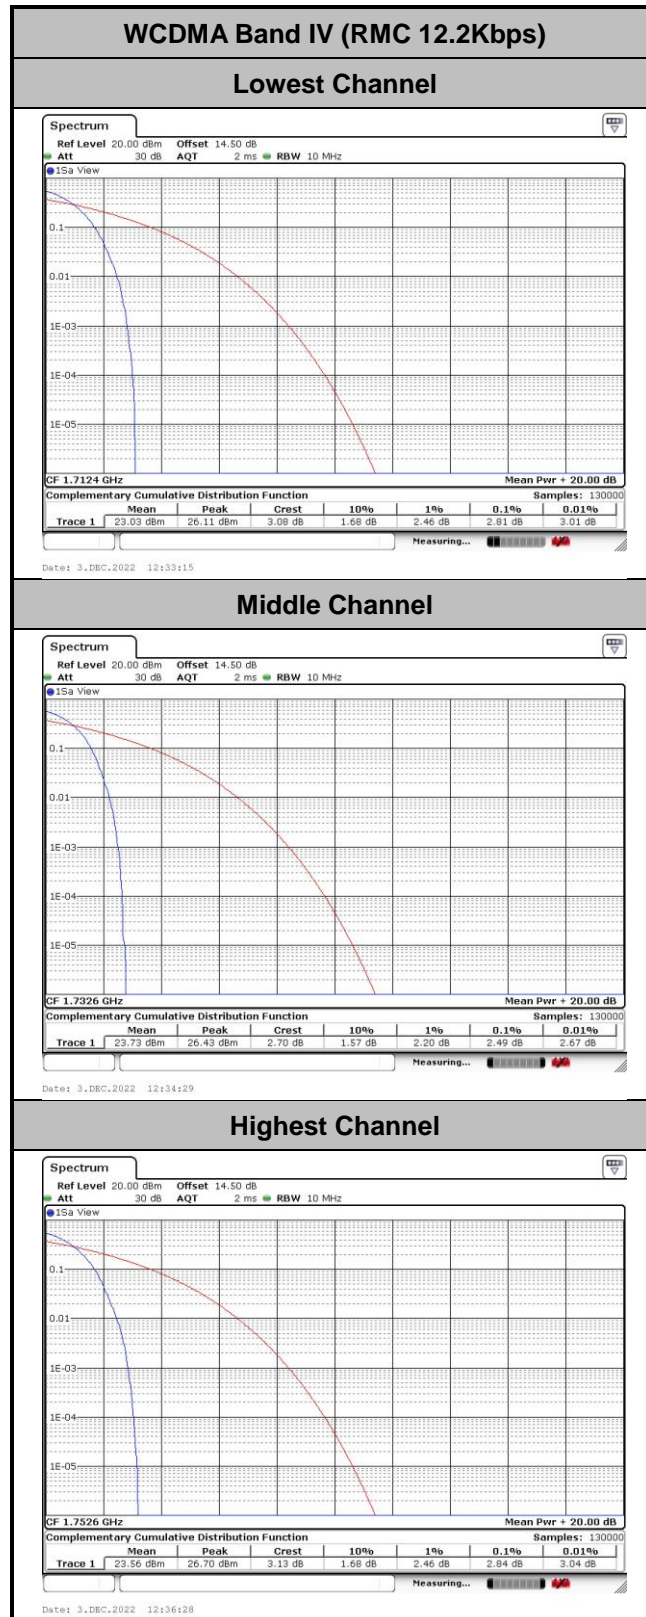 WCDMA Band IV (RMC 12.2Kbps)
Lowest Channel
Spectrum
Ref Level 20.00 dBm Offset 14.50 dB
Att 30 dB AQT 2 ms RBW 10 MHz
1Sa View
0.1
0.01
1E-03
1E-04
1E-05
CF 1.7124 GHz Mean Pwr + 20.00 dB
Complementary Cumulative Distribution Function Samples: 130000
Mean Peak Crest 10% 1% 0.1% 0.01%
Trace 1 23.03 dBm 26.11 dBm 3.08 dB 1.68 dB 2.46 dB 2.81 dB 3.01 dB
Measuring...
Date: 3.DEC.2022 12:33:15
Middle Channel
Spectrum
Ref Level 20.00 dBm Offset 14.50 dB
Att 30 dB AQT 2 ms RBW 10 MHz
1Sa View
0.1
0.01
1E-03
1E-04
1E-05
CF 1.7326 GHz Mean Pwr + 20.00 dB
Complementary Cumulative Distribution Function Samples: 130000
Mean Peak Crest 10% 1% 0.1% 0.01%
Trace 1 23.73 dBm 26.43 dBm 2.70 dB 1.57 dB 2.20 dB 2.49 dB 2.67 dB
Measuring...
Date: 3.DEC.2022 12:34:29
Highest Channel
Spectrum
Ref Level 20.00 dBm Offset 14.50 dB
Att 30 dB AQT 2 ms RBW 10 MHz
1Sa View
0.1
0.01
1E-03
1E-04
1E-05
CF 1.7526 GHz Mean Pwr + 20.00 dB
Complementary Cumulative Distribution Function Samples: 130000
Mean Peak Crest 10% 1% 0.1% 0.01%
Trace 1 23.56 dBm 26.70 dBm 3.13 dB 1.68 dB 2.46 dB 2.84 dB 3.04 dB
Measuring...
Date: 3.DEC.2022 12:36:28